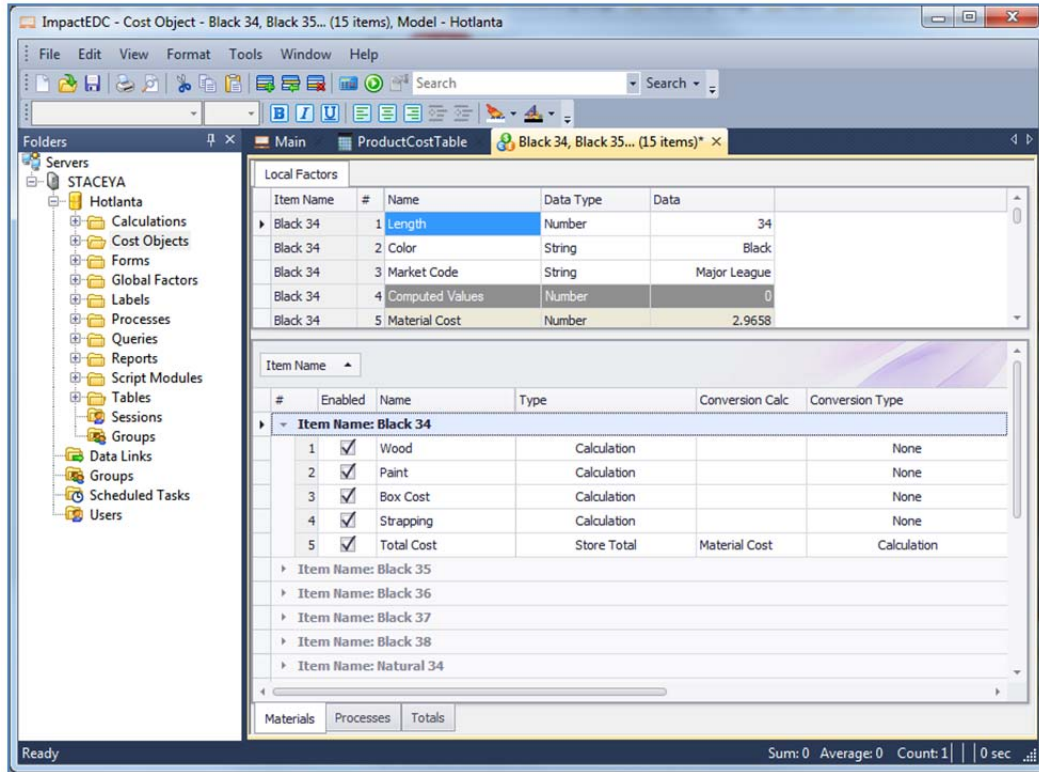 ImpactEDC - Cost Object - Black 34, Black 35... (15 items), Model - Hotlanta
File Edit View Format Tools Window Help
Search Search
B I U
Folders
Servers
STACEYA
Hotlanta
Calculations
Cost Objects
Forms
Global Factors
Labels
Processes
Queries
Reports
Script Modules
Tables
Sessions
Groups
Data Links
Groups
Scheduled Tasks
Users
Main ProductCostTable Black 34, Black 35... (15 items)*
Local Factors
Item Name # Name Data Type Data
Black 34 1 Length Number 34
Black 34 2 Color String Black
Black 34 3 Market Code String Major League
Black 34 4 Computed Values Number 0
Black 34 5 Material Cost Number 2.9658
Item Name
# Enabled Name Type Conversion Calc Conversion Type
Item Name: Black 34
1 Wood Calculation None
2 Paint Calculation None
3 Box Cost Calculation None
4 Strapping Calculation None
5 Total Cost Store Total Material Cost Calculation
Item Name: Black 35
Item Name: Black 36
Item Name: Black 37
Item Name: Black 38
Item Name: Natural 34
Materials Processes Totals
Ready Sum: 0 Average: 0 Count: 1 0 sec